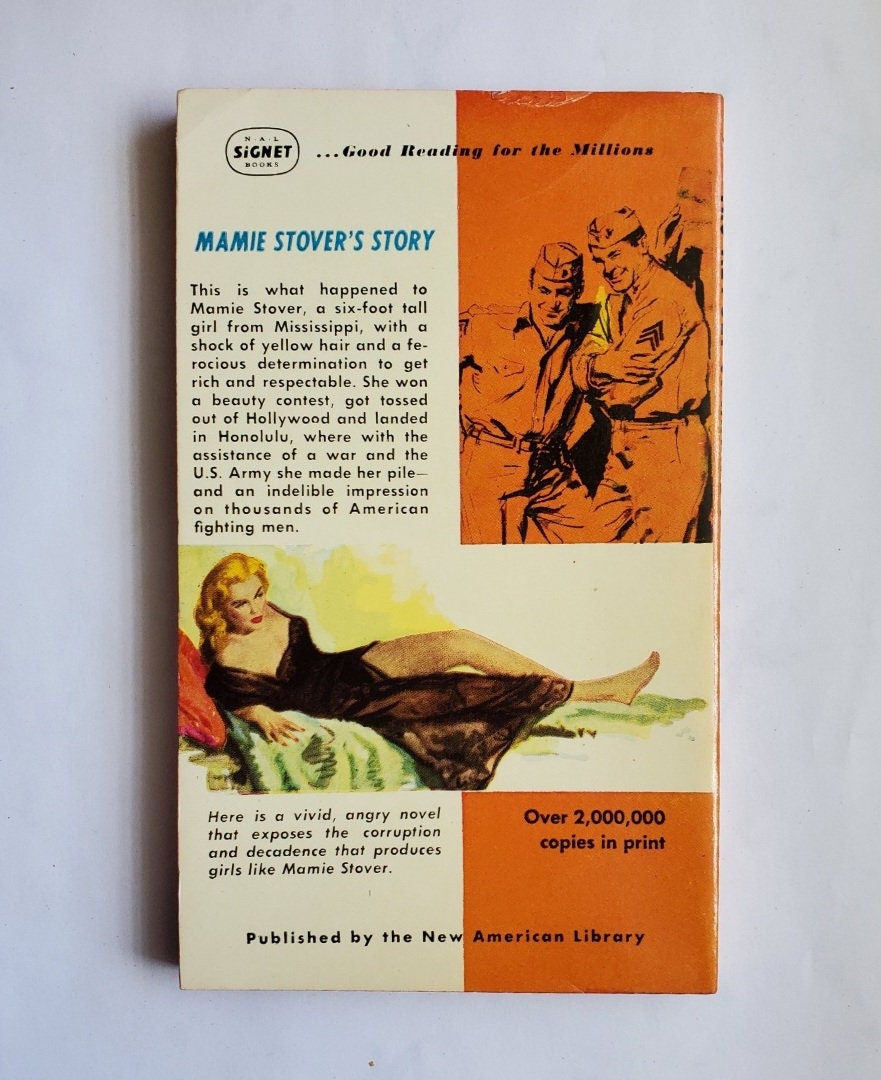 N·A·L
SiGNET
BOOKS
...Good Reading for the Millions
MAMIE STOVER'S STORY
This is what happened to
Mamie Stover, a six-foot tall
girl from Mississippi, with a
shock of yellow hair and a fe-
rocious determination to get
rich and respectable. She won
a beauty contest, got tossed
out of Hollywood and landed
in Honolulu, where with the
assistance of a war and the
U.S. Army she made her pile—
and an indelible impression
on thousands of American
fighting men.
Here is a vivid, angry novel
that exposes the corruption
and decadence that produces
girls like Mamie Stover.
Over 2,000,000
copies in print
Published by the New American Library